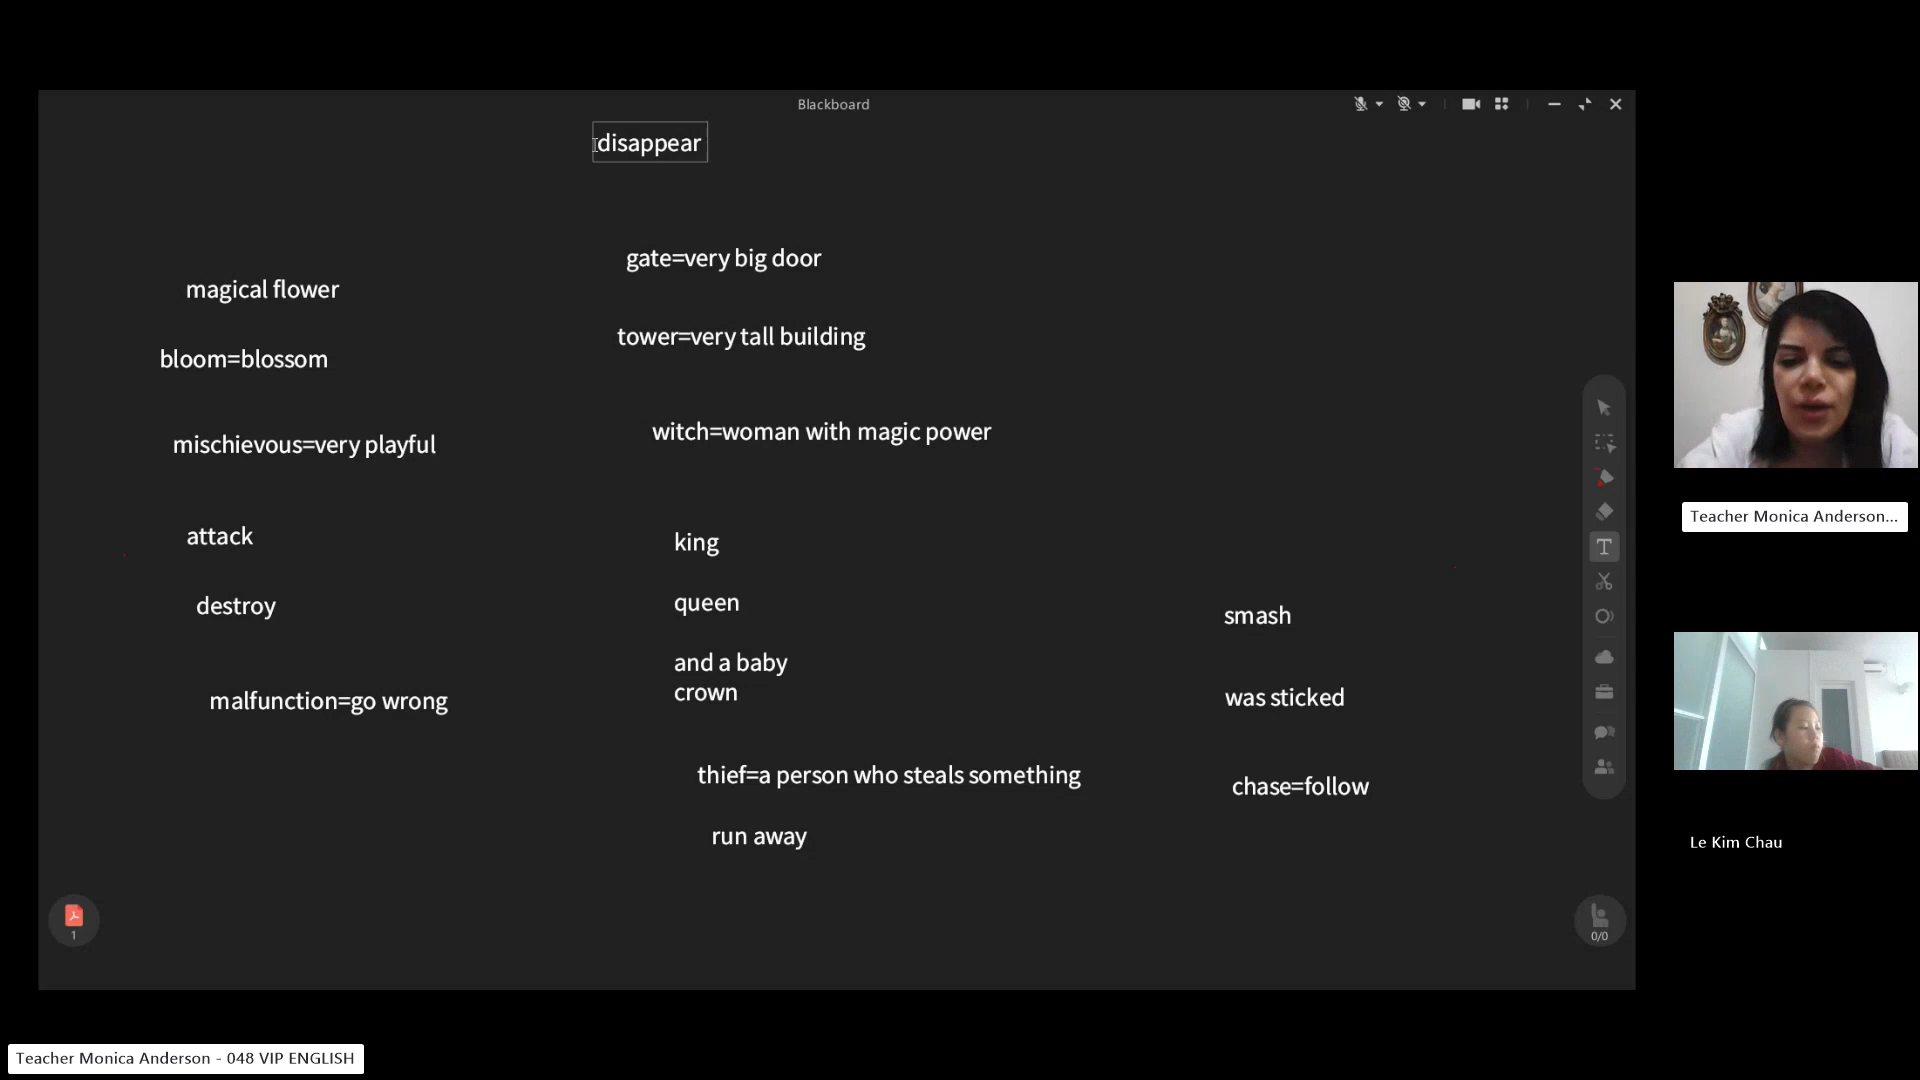 Blackboard
disappear
gate=very big door
magical flower
tower=very tall building
bloom=blossom
witch=woman with magic power
mischievous=very playful
attack
king
destroy
queen
smash
and a baby
crown
malfunction=go wrong
was sticked
thief=a person who steals something
chase=follow
run away
1
0/0
Teacher Monica Anderson...
Le Kim Chau
Teacher Monica Anderson - 048 VIP ENGLISH